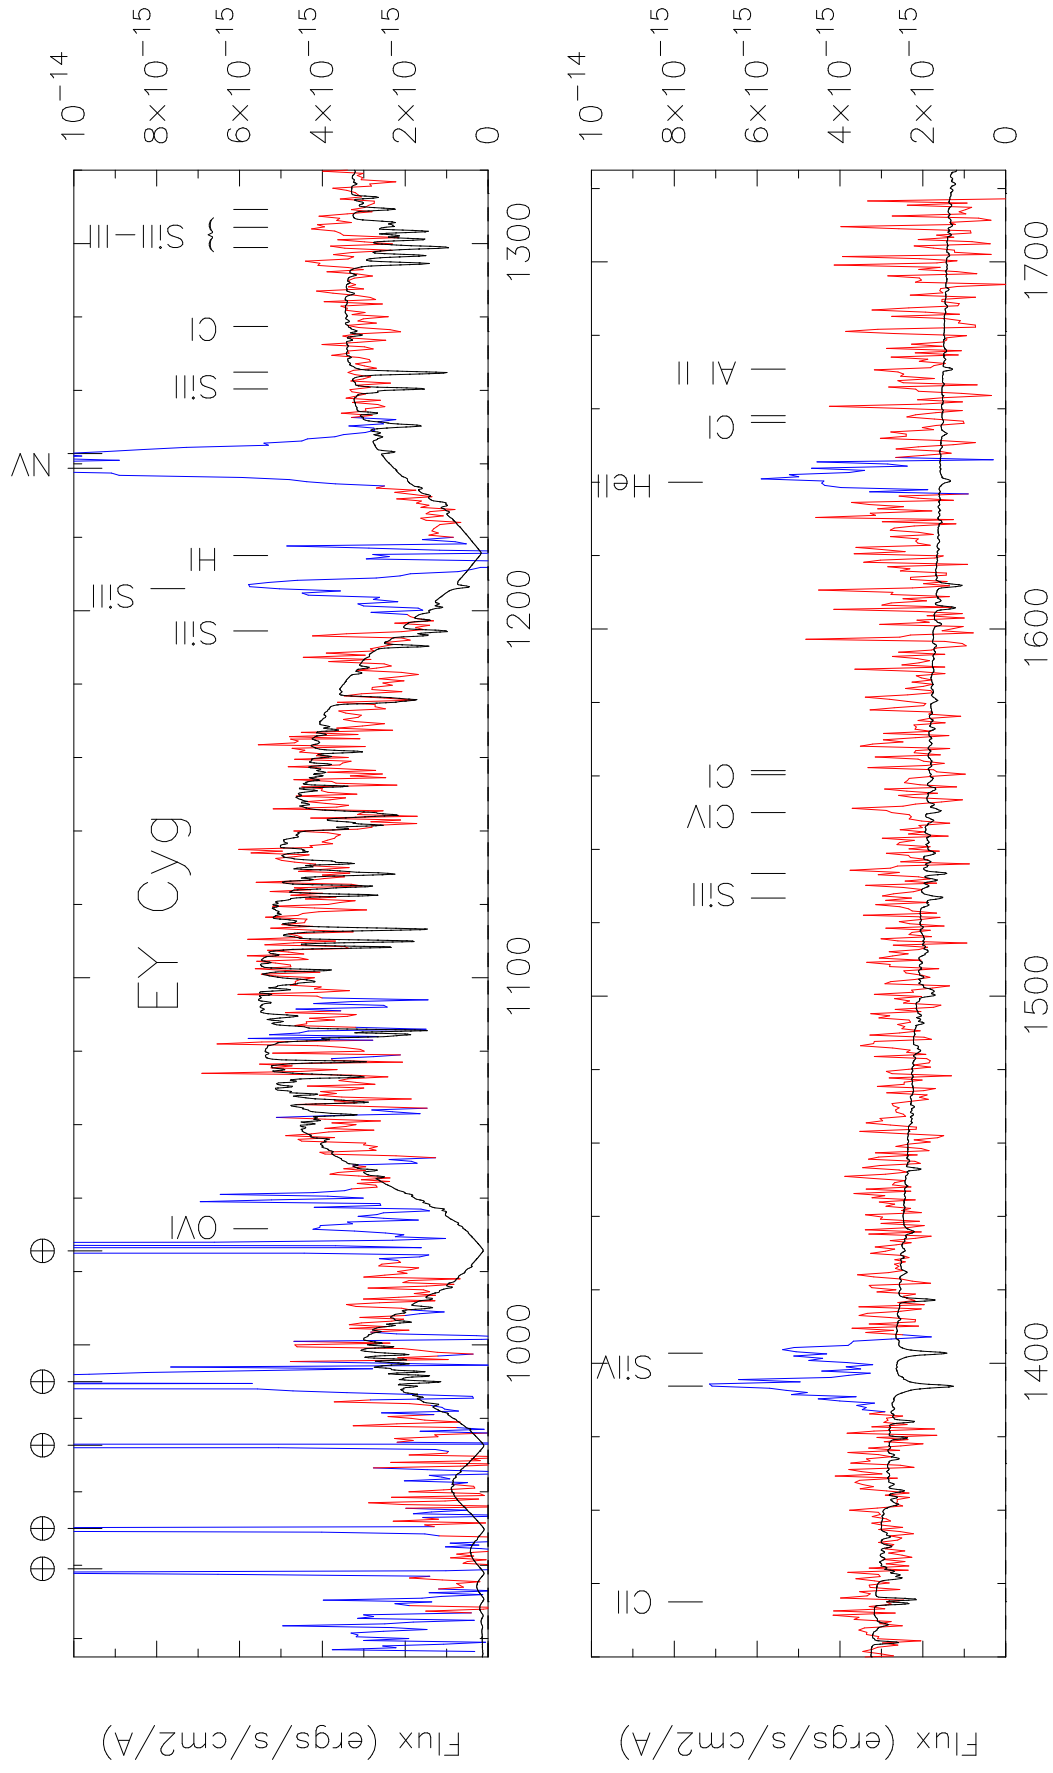 EY Cyg
⊕ ⊕ ⊕ ⊕ ⊕
OVI
SiII
SiIII
HI
NV
SiII
CI
SiII-III
{
10⁻¹⁴
8×10⁻¹⁵
6×10⁻¹⁵
4×10⁻¹⁵
2×10⁻¹⁵
0
1000 1100 1200 1300
Flux (ergs/s/cm2/A)
CII
SiIV
SiII
CIV
CI
HeII
CI
Al II
10⁻¹⁴
8×10⁻¹⁵
6×10⁻¹⁵
4×10⁻¹⁵
2×10⁻¹⁵
0
1400 1500 1600 1700
Flux (ergs/s/cm2/A)